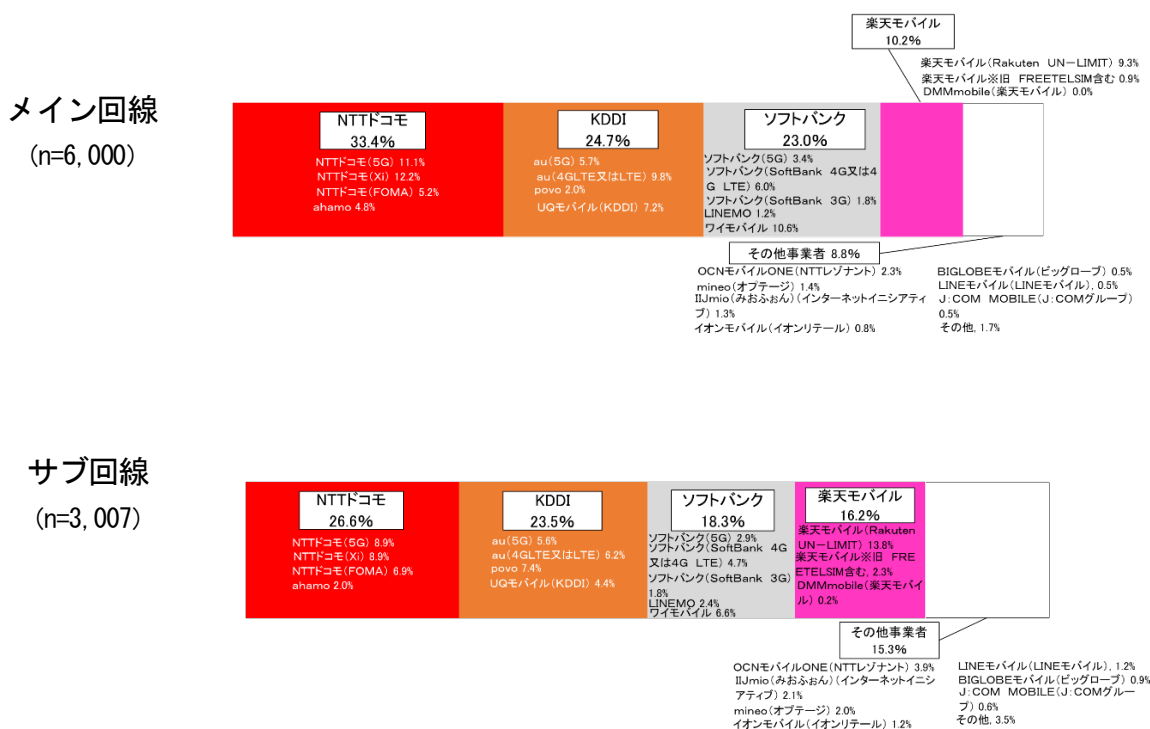 楽天モバイル
10.2%
楽天モバイル(Rakuten UN-LIMIT) 9.3%
楽天モバイル※旧 FREETELSIM含む 0.9%
DMMmobile(楽天モバイル) 0.0%
メイン回線
(n=6,000)
NTTドコモ
33.4%
NTTドコモ(5G) 11.1%
NTTドコモ(Xi) 12.2%
NTTドコモ(FOMA) 5.2%
ahamo 4.8%
KDDI
24.7%
au(5G) 5.7%
au(4GLTE又はLTE) 9.8%
povo 2.0%
UQモバイル(KDDI) 7.2%
ソフトバンク
23.0%
ソフトバンク(5G) 3.4%
ソフトバンク(SoftBank 4G又は4
G LTE) 6.0%
ソフトバンク(SoftBank 3G) 1.8%
LINEMO 1.2%
ワイモバイル 10.6%
その他事業者 8.8%
OCNモバイルONE(NTTレゾナント) 2.3%
mineo(オプテージ) 1.4%
IIJmio(みおふぉん)(インターネットイニシアティ
ブ) 1.3%
イオンモバイル(イオンリテール) 0.8%
BIGLOBEモバイル(ビッグローブ) 0.5%
LINEモバイル(LINEモバイル), 0.5%
J:COM MOBILE(J:COMグループ)
0.5%
その他, 1.7%
サブ回線
(n=3,007)
NTTドコモ
26.6%
NTTドコモ(5G) 8.9%
NTTドコモ(Xi) 8.9%
NTTドコモ(FOMA) 6.9%
ahamo 2.0%
KDDI
23.5%
au(5G) 5.6%
au(4GLTE又はLTE) 6.2%
povo 7.4%
UQモバイル(KDDI) 4.4%
ソフトバンク
18.3%
ソフトバンク(5G) 2.9%
ソフトバンク(SoftBank 4G
又は4G LTE) 4.7%
ソフトバンク(SoftBank 3G)
1.8%
LINEMO 2.4%
ワイモバイル 6.6%
楽天モバイル
16.2%
楽天モバイル(Rakuten
UN-LIMIT) 13.8%
楽天モバイル※旧 FRE
ETELSIM含む, 2.3%
DMMmobile(楽天モバイ
ル) 0.2%
その他事業者
15.3%
OCNモバイルONE(NTTレゾナント) 3.9%
IIJmio(みおふぉん)(インターネットイニシ
アティブ) 2.1%
mineo(オプテージ) 2.0%
イオンモバイル(イオンリテール) 1.2%
LINEモバイル(LINEモバイル), 1.2%
BIGLOBEモバイル(ビッグローブ) 0.9%
J:COM MOBILE(J:COMグルー
プ) 0.6%
その他, 3.5%